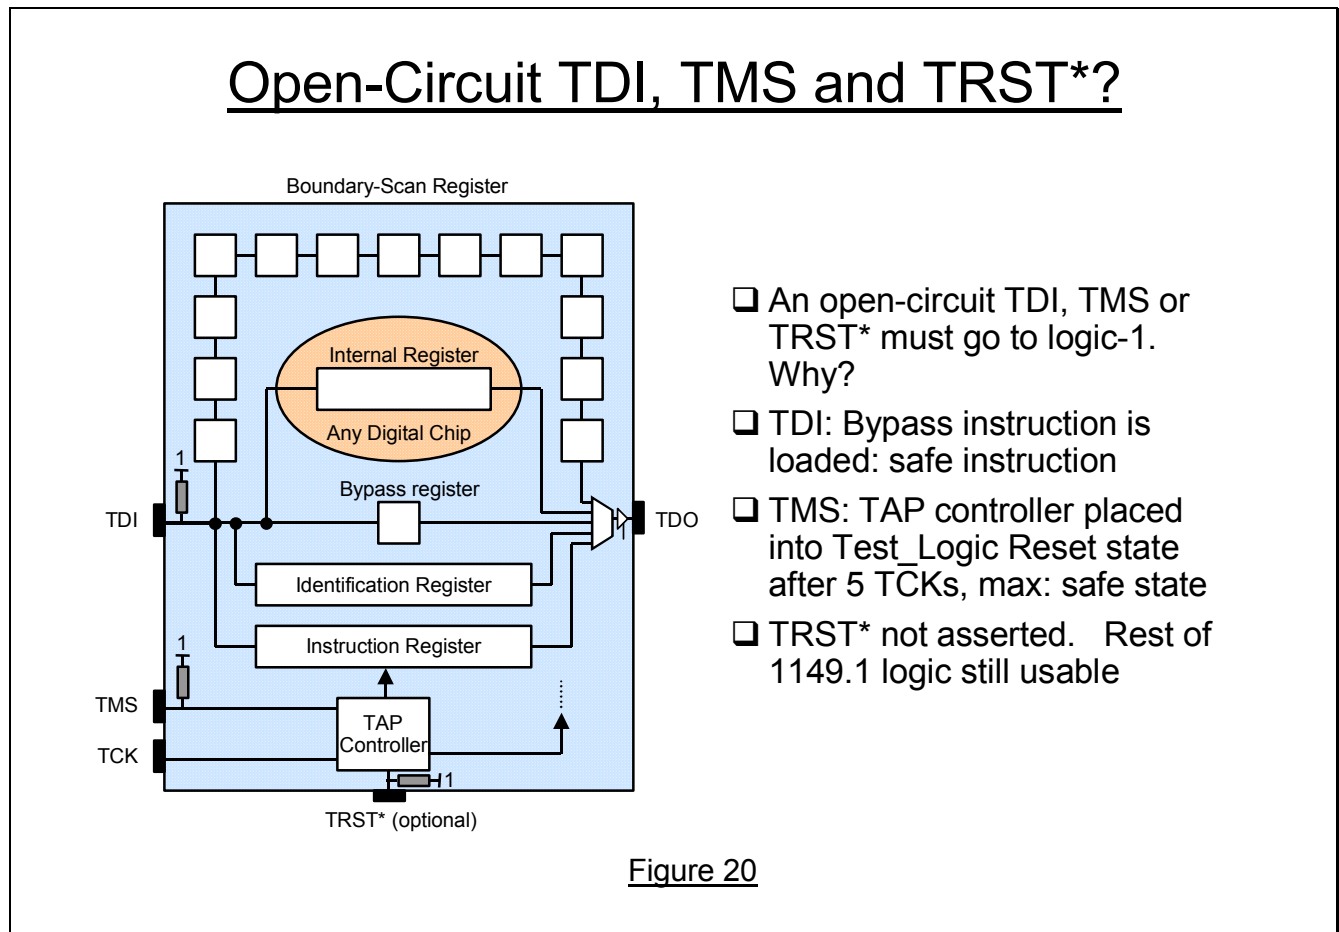 Open-Circuit TDI, TMS and TRST*?
Boundary-Scan Register
Internal Register
Any Digital Chip
1
Bypass register
TDI
TDO
Identification Register
1
Instruction Register
TMS
TAP
Controller
TCK
1
TRST* (optional)
❑ An open-circuit TDI, TMS or
TRST* must go to logic-1.
Why?
❑ TDI: Bypass instruction is
loaded: safe instruction
❑ TMS: TAP controller placed
into Test_Logic Reset state
after 5 TCKs, max: safe state
❑ TRST* not asserted. Rest of
1149.1 logic still usable
Figure 20